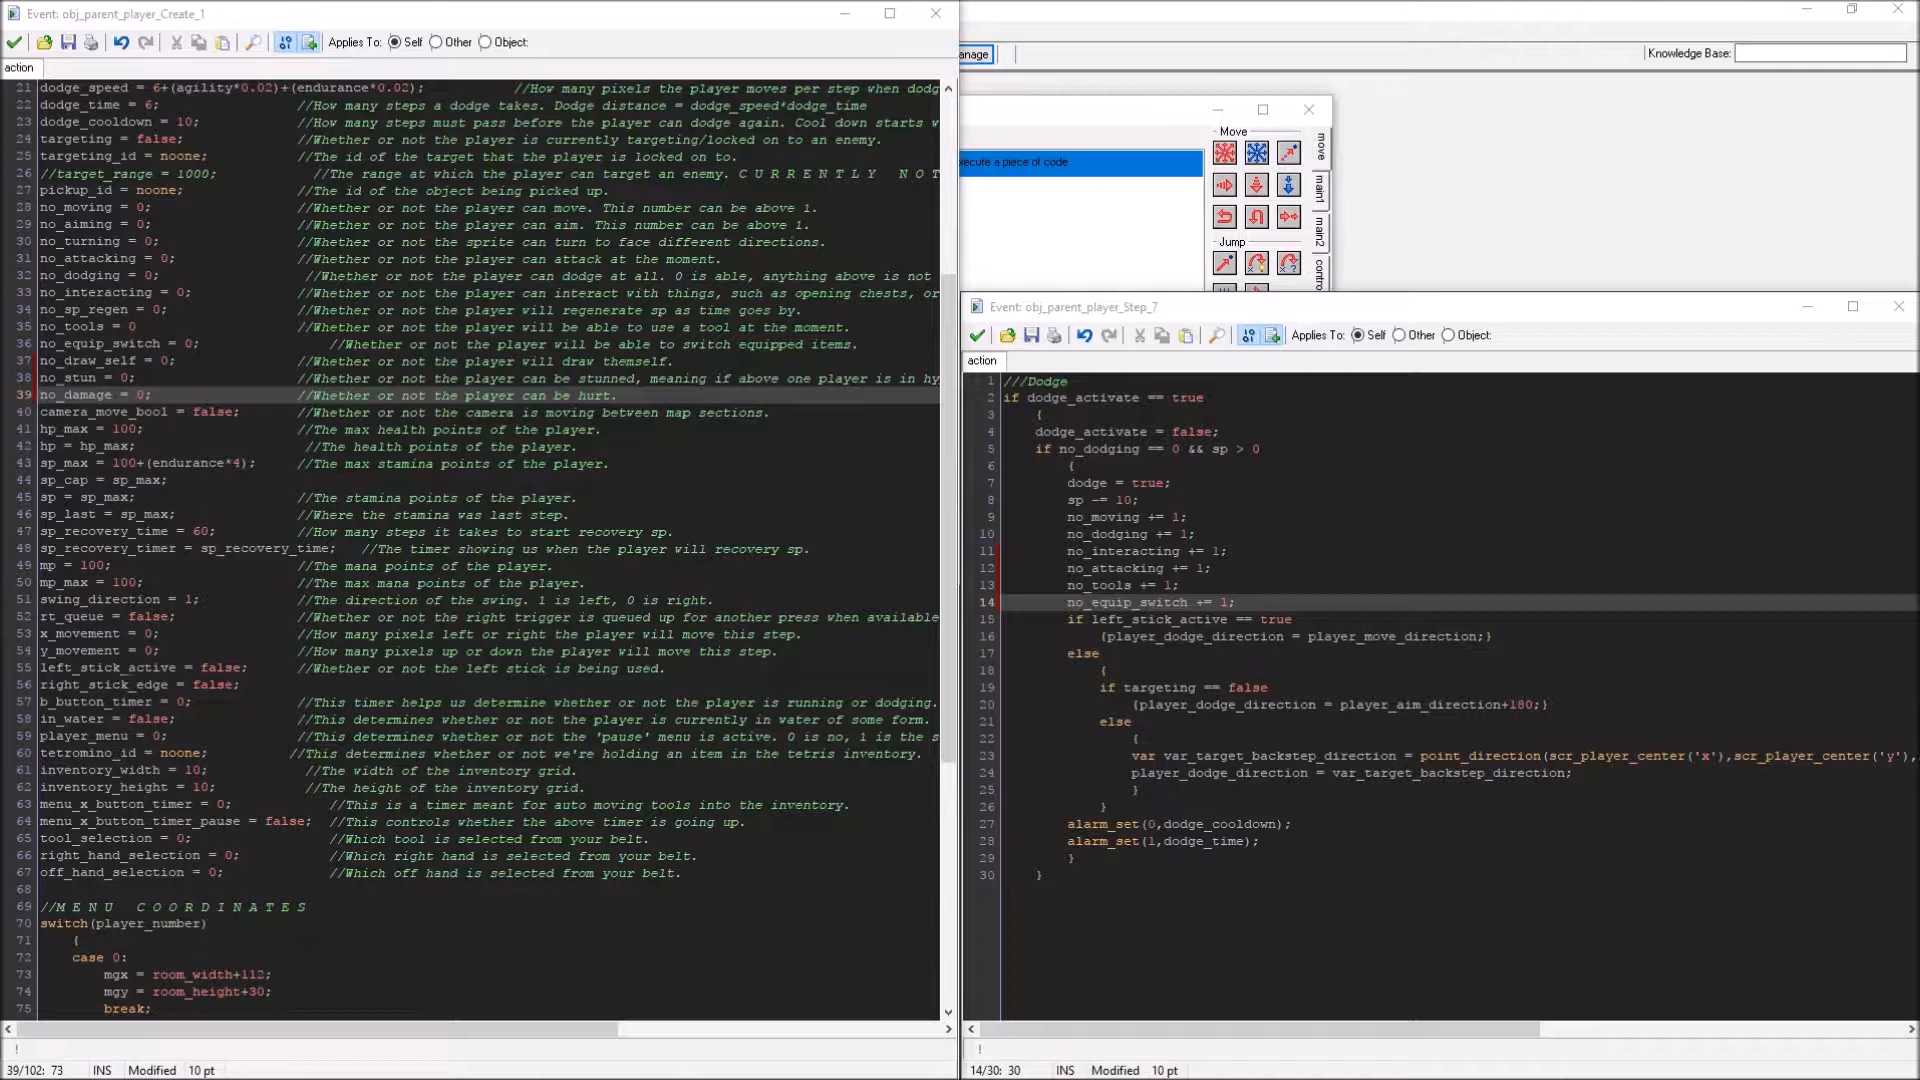 Event: obj_parent_player_Create_1
Applies To: Self Other Object:
action
21 dodge_speed = 6+(agility*0.02)+(endurance*0.02); //How many pixels the player moves per step when dodg
22 dodge_time = 6; //How many steps a dodge takes. Dodge distance = dodge_speed*dodge_time
23 dodge_cooldown = 10; //How many steps must pass before the player can dodge again. Cool down starts w
24 targeting = false; //Whether or not the player is currently targeting/locked on to an enemy.
25 targeting_id = noone; //The id of the target that the player is locked on to.
26 //target_range = 1000; //The range at which the player can target an enemy. C U R R E N T L Y N O T
27 pickup_id = noone; //The id of the object being picked up.
28 no_moving = 0; //Whether or not the player can move. This number can be above 1.
29 no_aiming = 0; //Whether or not the player can aim. This number can be above 1.
30 no_turning = 0; //Whether or not the sprite can turn to face different directions.
31 no_attacking = 0; //Whether or not the player can attack at the moment.
32 no_dodging = 0; //Whether or not the player can dodge at all. 0 is able, anything above is not
33 no_interacting = 0; //Whether or not the player can interact with things, such as opening chests, or
34 no_sp_regen = 0; //Whether or not the player will regenerate sp as time goes by.
35 no_tools = 0 //Whether or not the player will be able to use a tool at the moment.
36 no_equip_switch = 0; //Whether or not the player will be able to switch equipped items.
37 no_draw_self = 0; //Whether or not the player will draw themself.
38 no_stun = 0; //Whether or not the player can be stunned, meaning if above one player is in hy
39 no_damage = 0; //Whether or not the player can be hurt.
40 camera_move_bool = false; //Whether or not the camera is moving between map sections.
41 hp_max = 100; //The max health points of the player.
42 hp = hp_max; //The health points of the player.
43 sp_max = 100+(endurance*4); //The max stamina points of the player.
44 sp_cap = sp_max;
45 sp = sp_max; //The stamina points of the player.
46 sp_last = sp_max; //Where the stamina was last step.
47 sp_recovery_time = 60; //How many steps it takes to start recovery sp.
48 sp_recovery_timer = sp_recovery_time; //The timer showing us when the player will recovery sp.
49 mp = 100; //The mana points of the player.
50 mp_max = 100; //The max mana points of the player.
51 swing_direction = 1; //The direction of the swing. 1 is left, 0 is right.
52 rt_queue = false; //Whether or not the right trigger is queued up for another press when available
53 x_movement = 0; //How many pixels left or right the player will move this step.
54 y_movement = 0; //How many pixels up or down the player will move this step.
55 left_stick_active = false; //Whether or not the left stick is being used.
56 right_stick_edge = false;
57 b_button_timer = 0; //This timer helps us determine whether or not the player is running or dodging.
58 in_water = false; //This determines whether or not the player is currently in water of some form.
59 player_menu = 0; //This determines whether or not the 'pause' menu is active. 0 is no, 1 is the s
60 tetromino_id = noone; //This determines whether or not we're holding an item in the tetris inventory.
61 inventory_width = 10; //The width of the inventory grid.
62 inventory_height = 10; //The height of the inventory grid.
63 menu_x_button_timer = 0; //This is a timer meant for auto moving tools into the inventory.
64 menu_x_button_timer_pause = false; //This controls whether the above timer is going up.
65 tool_selection = 0; //Which tool is selected from your belt.
66 right_hand_selection = 0; //Which right hand is selected from your belt.
67 off_hand_selection = 0; //Which off hand is selected from your belt.
68
69 //M E N U C O O R D I N A T E S
70 switch(player_number)
71 {
72 case 0:
73 mgx = room_width+112;
74 mgy = room_height+30;
75 break;
!
39/102: 73 INS Modified 10 pt
anage
Knowledge Base:
xecute a piece of code
Move
Jump
move
main1
main2
contro
Event: obj_parent_player_Step_7
Applies To: Self Other Object:
action
1 ///Dodge
2 if dodge_activate == true
3 {
4 dodge_activate = false;
5 if no_dodging == 0 && sp > 0
6 {
7 dodge = true;
8 sp -= 10;
9 no_moving += 1;
10 no_dodging += 1;
11 no_interacting += 1;
12 no_attacking += 1;
13 no_tools += 1;
14 no_equip_switch += 1;
15 if left_stick_active == true
16 {player_dodge_direction = player_move_direction;}
17 else
18 {
19 if targeting == false
20 {player_dodge_direction = player_aim_direction+180;}
21 else
22 {
23 var var_target_backstep_direction = point_direction(scr_player_center('x'),scr_player_center('y'),
24 player_dodge_direction = var_target_backstep_direction;
25 }
26 }
27 alarm_set(0,dodge_cooldown);
28 alarm_set(1,dodge_time);
29 }
30 }
!
14/30: 30 INS Modified 10 pt